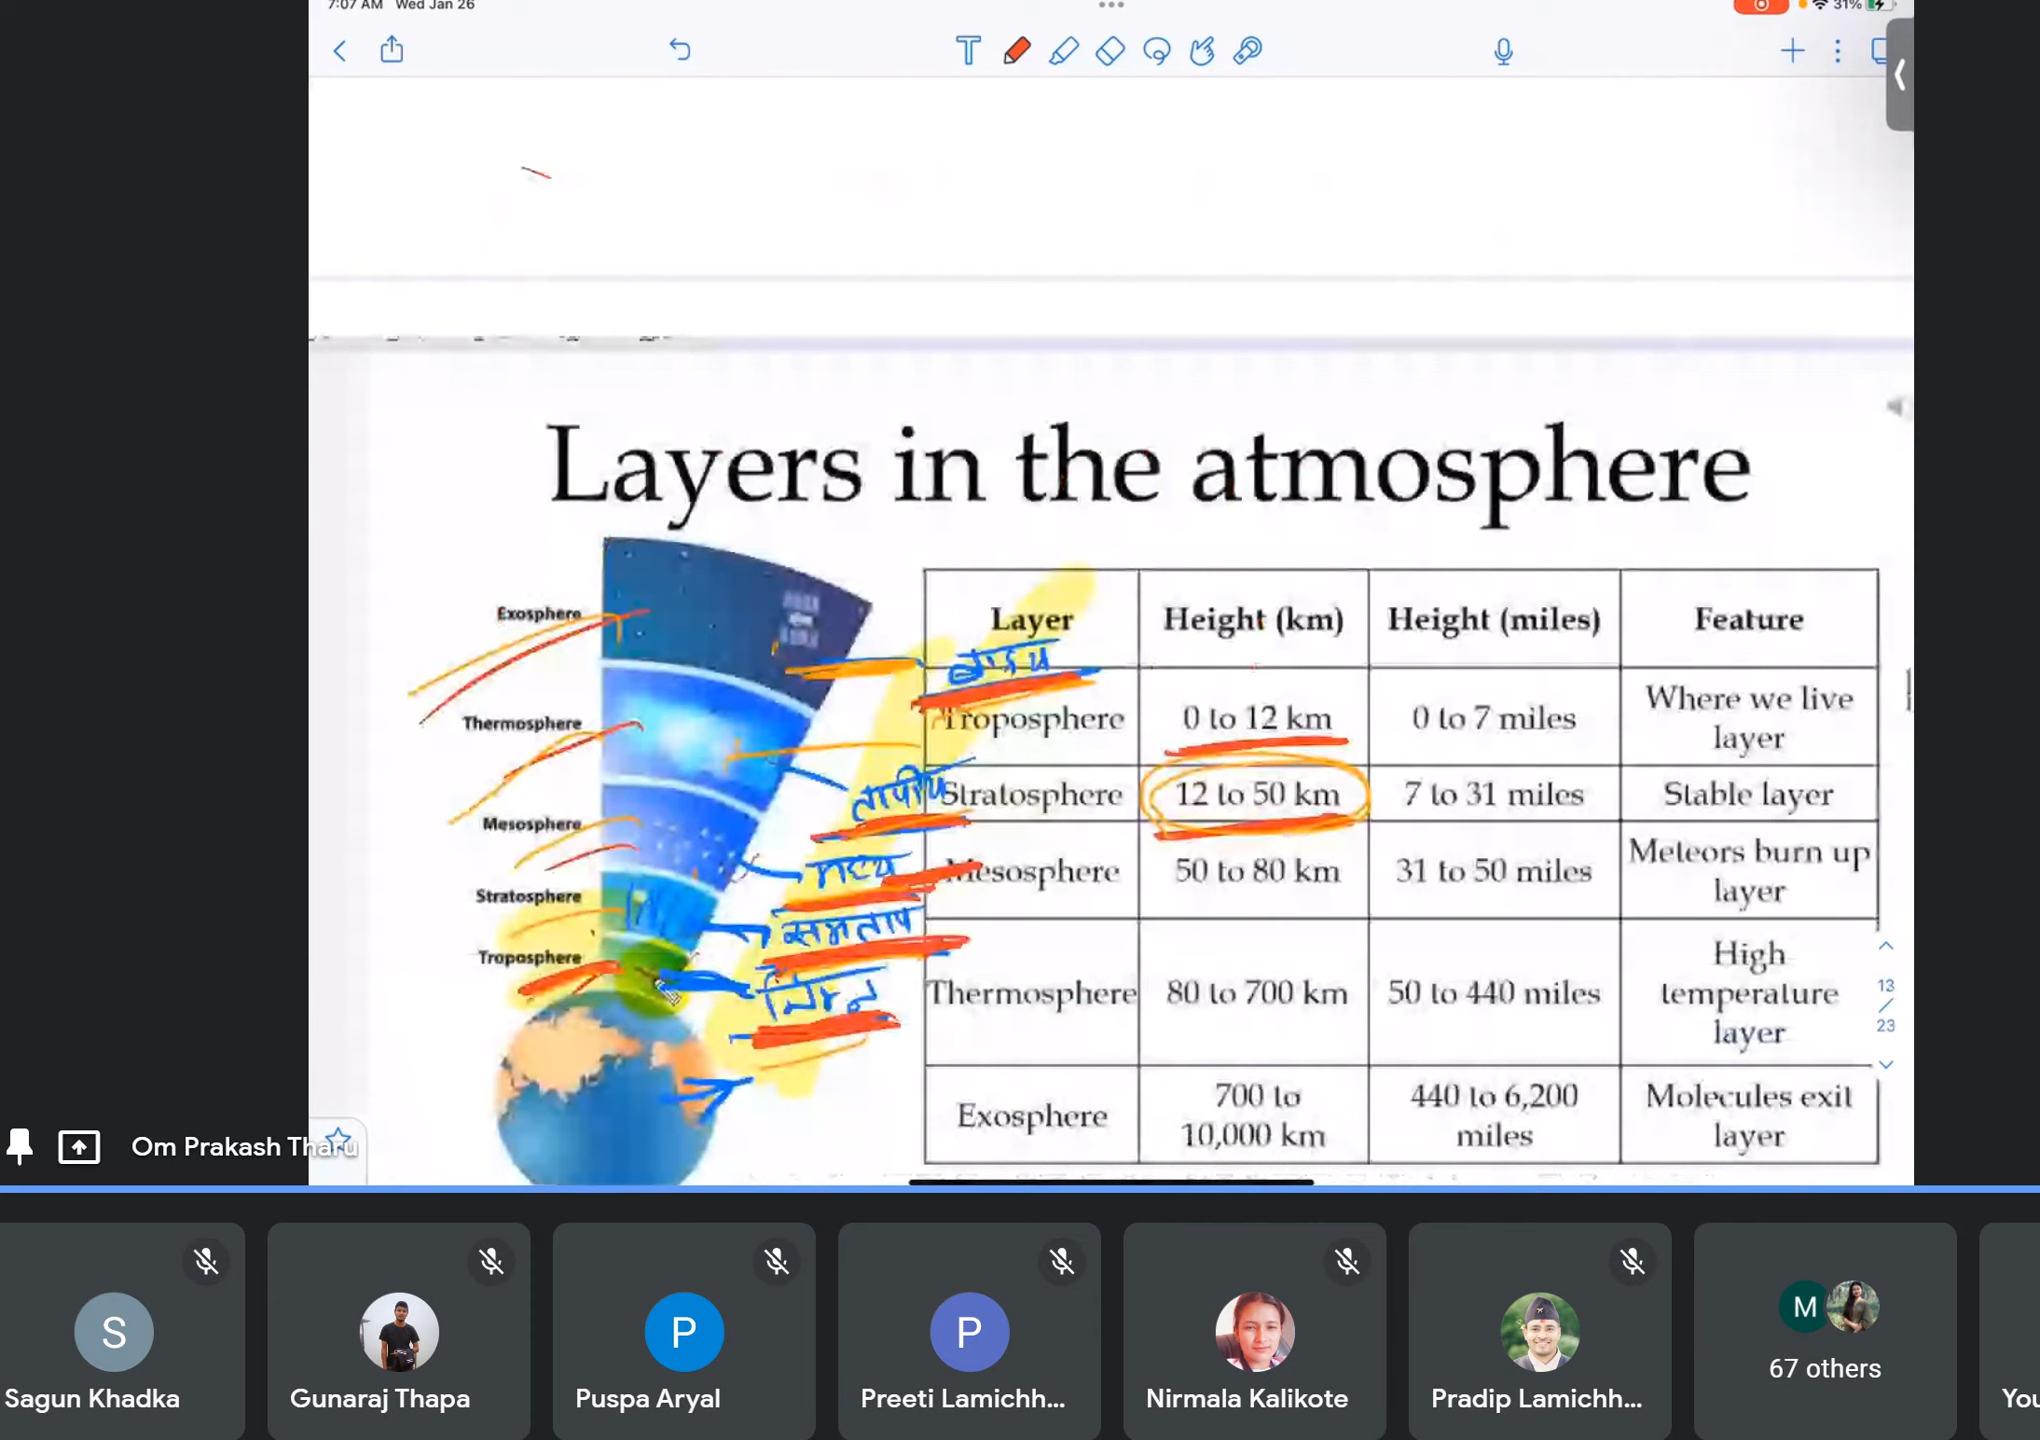 7:07 AM Wed Jan 26
31%
Layers in the atmosphere
Exosphere
Thermosphere
Mesosphere
Stratosphere
Troposphere
बाह्य
तापीय
मध्य
समताप
Layer Height (km) Height (miles) Feature
Troposphere 0 to 12 km 0 to 7 miles Where we live
layer
Stratosphere 12 to 50 km 7 to 31 miles Stable layer
Mesosphere 50 to 80 km 31 to 50 miles Meteors burn up
layer
Thermosphere 80 to 700 km 50 to 440 miles High
temperature
layer
Exosphere 700 to
10,000 km 440 to 6,200
miles Molecules exit
layer
13
23
Om Prakash Tharu
S
P
P
M
67 others
Sagun Khadka
Gunaraj Thapa
Puspa Aryal
Preeti Lamichh...
Nirmala Kalikote
Pradip Lamichh...